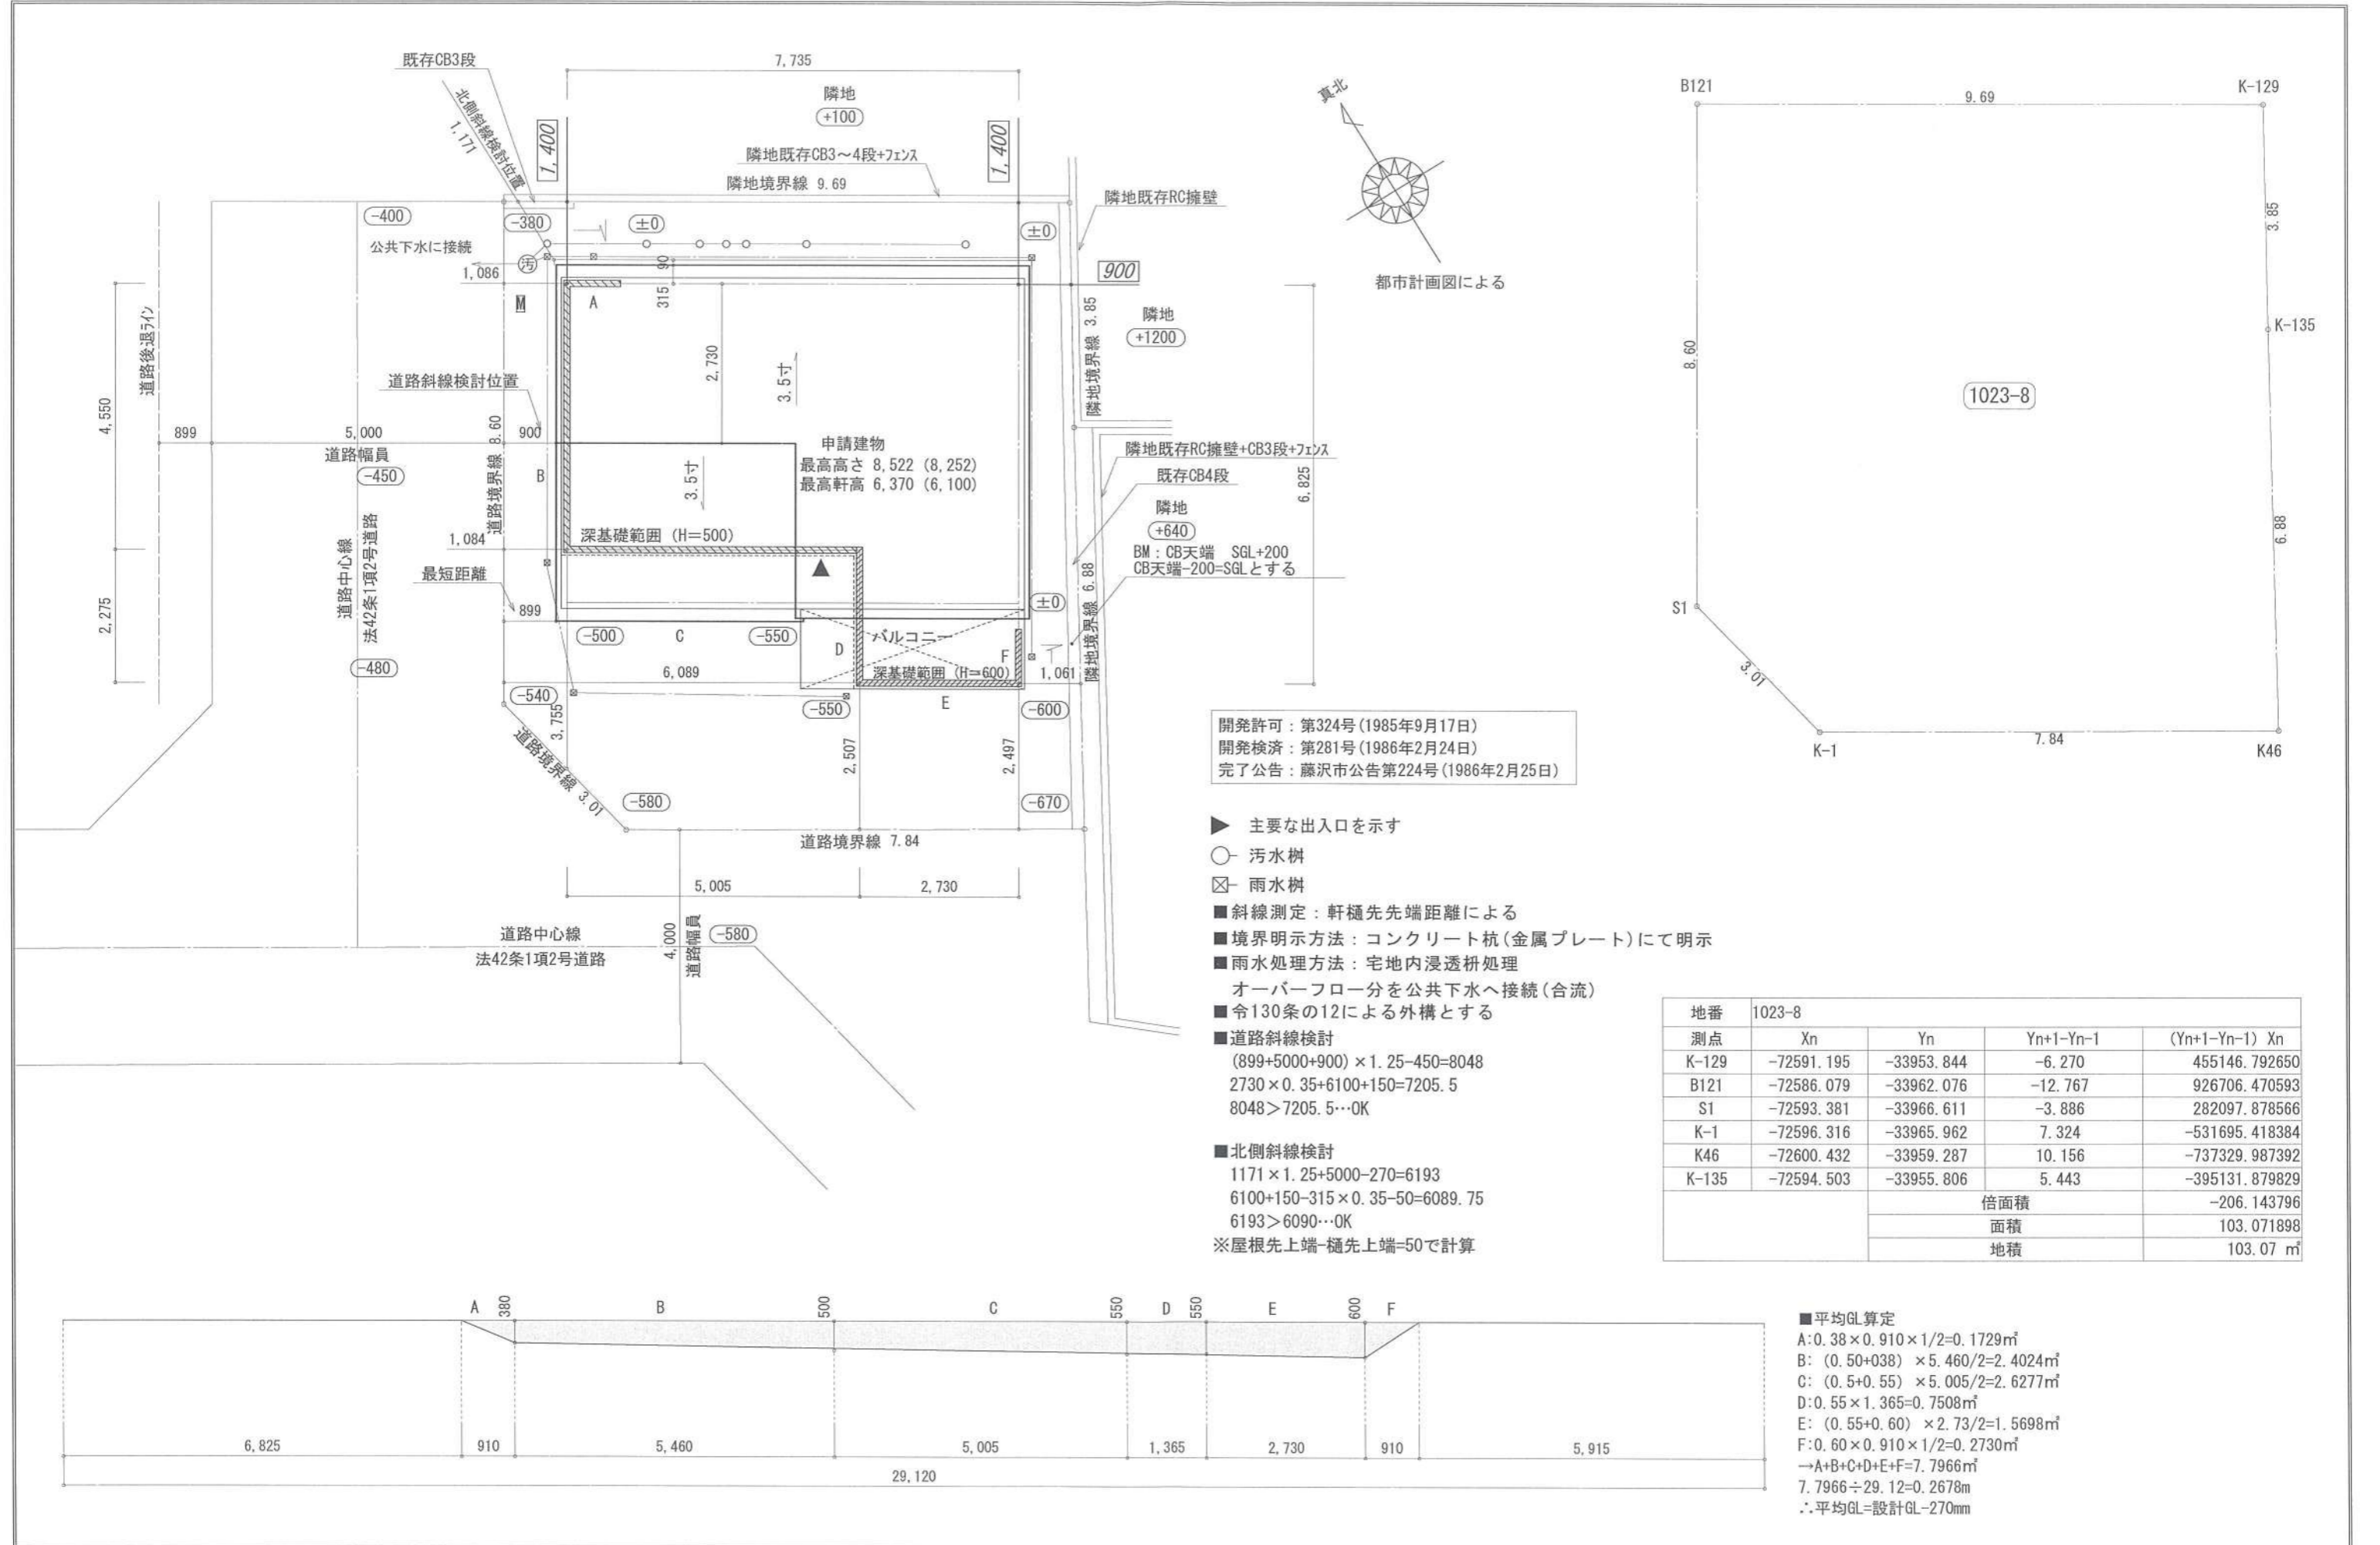 既存CB3段
北側斜線検討位置
1,171
7,735
隣地
+100
1,400
1,400
隣地既存CB3～4段+フェンス
隣地境界線 9.69
隣地既存RC擁壁
-400
-380
±0
±0
公共下水に接続
汚
1,086
90
315
M
A
900
隣地
+1200
隣地境界線 3.85
道路後退ライン
4,550
2,275
道路斜線検討位置
2,730
3.5寸
899
5,000
道路幅員
-450
900
道路境界線 8.60
B
3.5寸
申請建物
最高高さ 8,522 (8,252)
最高軒高 6,370 (6,100)
隣地既存RC擁壁+CB3段+フェンス
既存CB4段
隣地
+640
BM：CB天端 SGL+200
CB天端-200=SGLとする
6,825
深基礎範囲 (H=500)
1,084
最短距離
899
道路中心線
法42条1項2号道路
-480
-500
C
-550
D
バルコニー
深基礎範囲 (H=600)
F
±0
1,061
隣地境界線 6.88
6,089
-540
3,755
-550
E
-600
道路境界線 3.01
-580
2,507
2,497
-670
道路境界線 7.84
5,005
2,730
道路中心線
法42条1項2号道路
4,000
道路幅員
-580
真北
都市計画図による
B121
9.69
K-129
3.85
K-135
8.60
1023-8
6.88
S1
3.01
K-1
7.84
K46
開発許可：第324号(1985年9月17日)
開発検済：第281号(1986年2月24日)
完了公告：藤沢市公告第224号(1986年2月25日)
▶ 主要な出入口を示す
汚水桝
雨水桝
■斜線測定：軒樋先先端距離による
■境界明示方法：コンクリート杭(金属プレート)にて明示
■雨水処理方法：宅地内浸透枡処理
オーバーフロー分を公共下水へ接続(合流)
■令130条の12による外構とする
■道路斜線検討
(899+5000+900)×1.25-450=8048
2730×0.35+6100+150=7205.5
8048＞7205.5…OK
■北側斜線検討
1171×1.25+5000-270=6193
6100+150-315×0.35-50=6089.75
6193＞6090…OK
※屋根先上端-樋先上端=50で計算
地番 1023-8
測点 Xn Yn Yn+1-Yn-1 (Yn+1-Yn-1) Xn
K-129 -72591.195 -33953.844 -6.270 455146.792650
B121 -72586.079 -33962.076 -12.767 926706.470593
S1 -72593.381 -33966.611 -3.886 282097.878566
K-1 -72596.316 -33965.962 7.324 -531695.418384
K46 -72600.432 -33959.287 10.156 -737329.987392
K-135 -72594.503 -33955.806 5.443 -395131.879829
倍面積 -206.143796
面積 103.071898
地積 103.07 ㎡
A 380 B 500 C 550 D 550 E 600 F
6,825 910 5,460 5,005 1,365 2,730 910 5,915
29,120
■平均GL算定
A:0.38×0.910×1/2=0.1729㎡
B: (0.50+038) ×5.460/2=2.4024㎡
C: (0.5+0.55) ×5.005/2=2.6277㎡
D:0.55×1.365=0.7508㎡
E: (0.55+0.60) ×2.73/2=1.5698㎡
F:0.60×0.910×1/2=0.2730㎡
→A+B+C+D+E+F=7.7966㎡
7.7966÷29.12=0.2678m
∴平均GL=設計GL-270mm